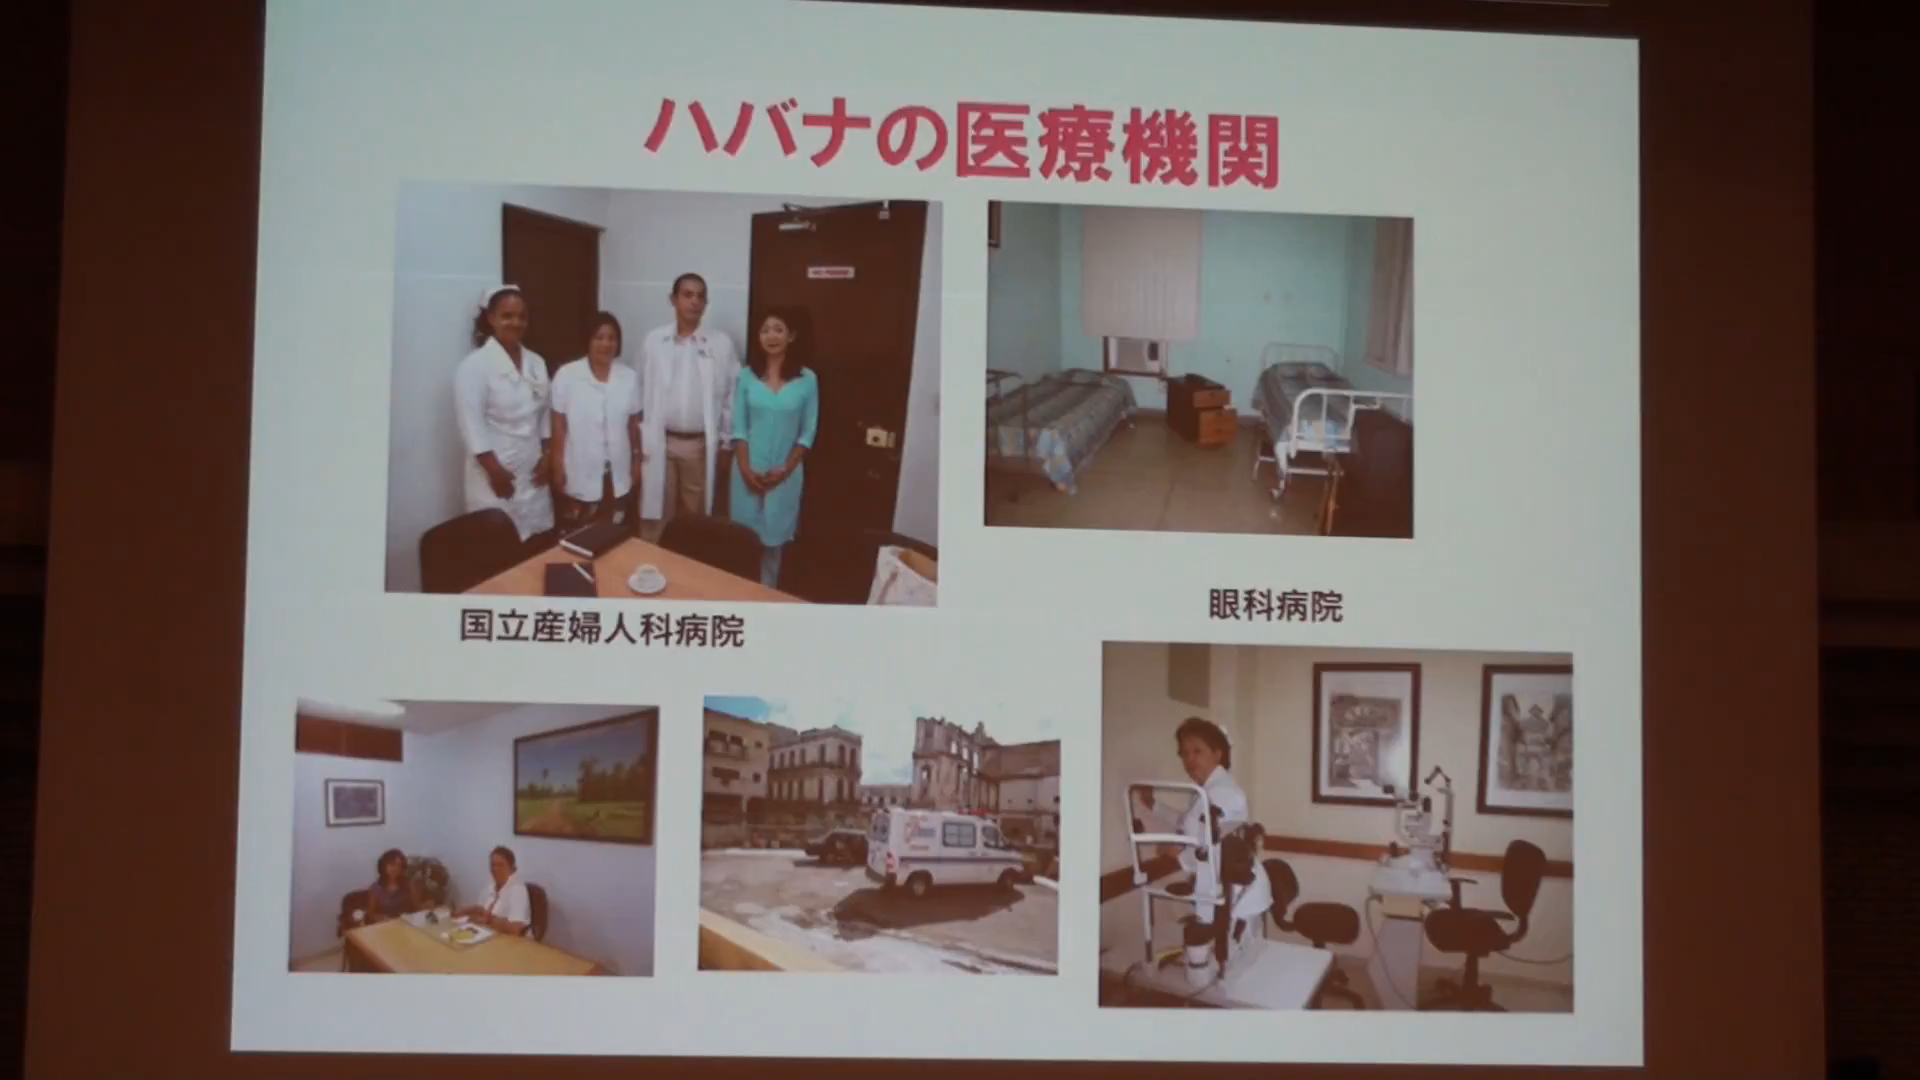 ハバナの医療機関
国立産婦人科病院
眼科病院